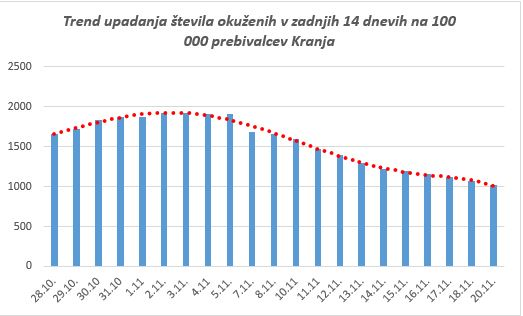 Trend upadanja števila okuženih v zadnjih 14 dnevih na 100
000 prebivalcev Kranja
2500
2000
1500
1000
500
0
28.10. 29.10. 30.10 31.10 1.11 2.11. 3.11. 4.11 5.11. 7.11. 8.11. 10.11 11.11 12.11. 13.11. 14.11. 15.11. 16.11. 17.11. 18.11. 20.11.